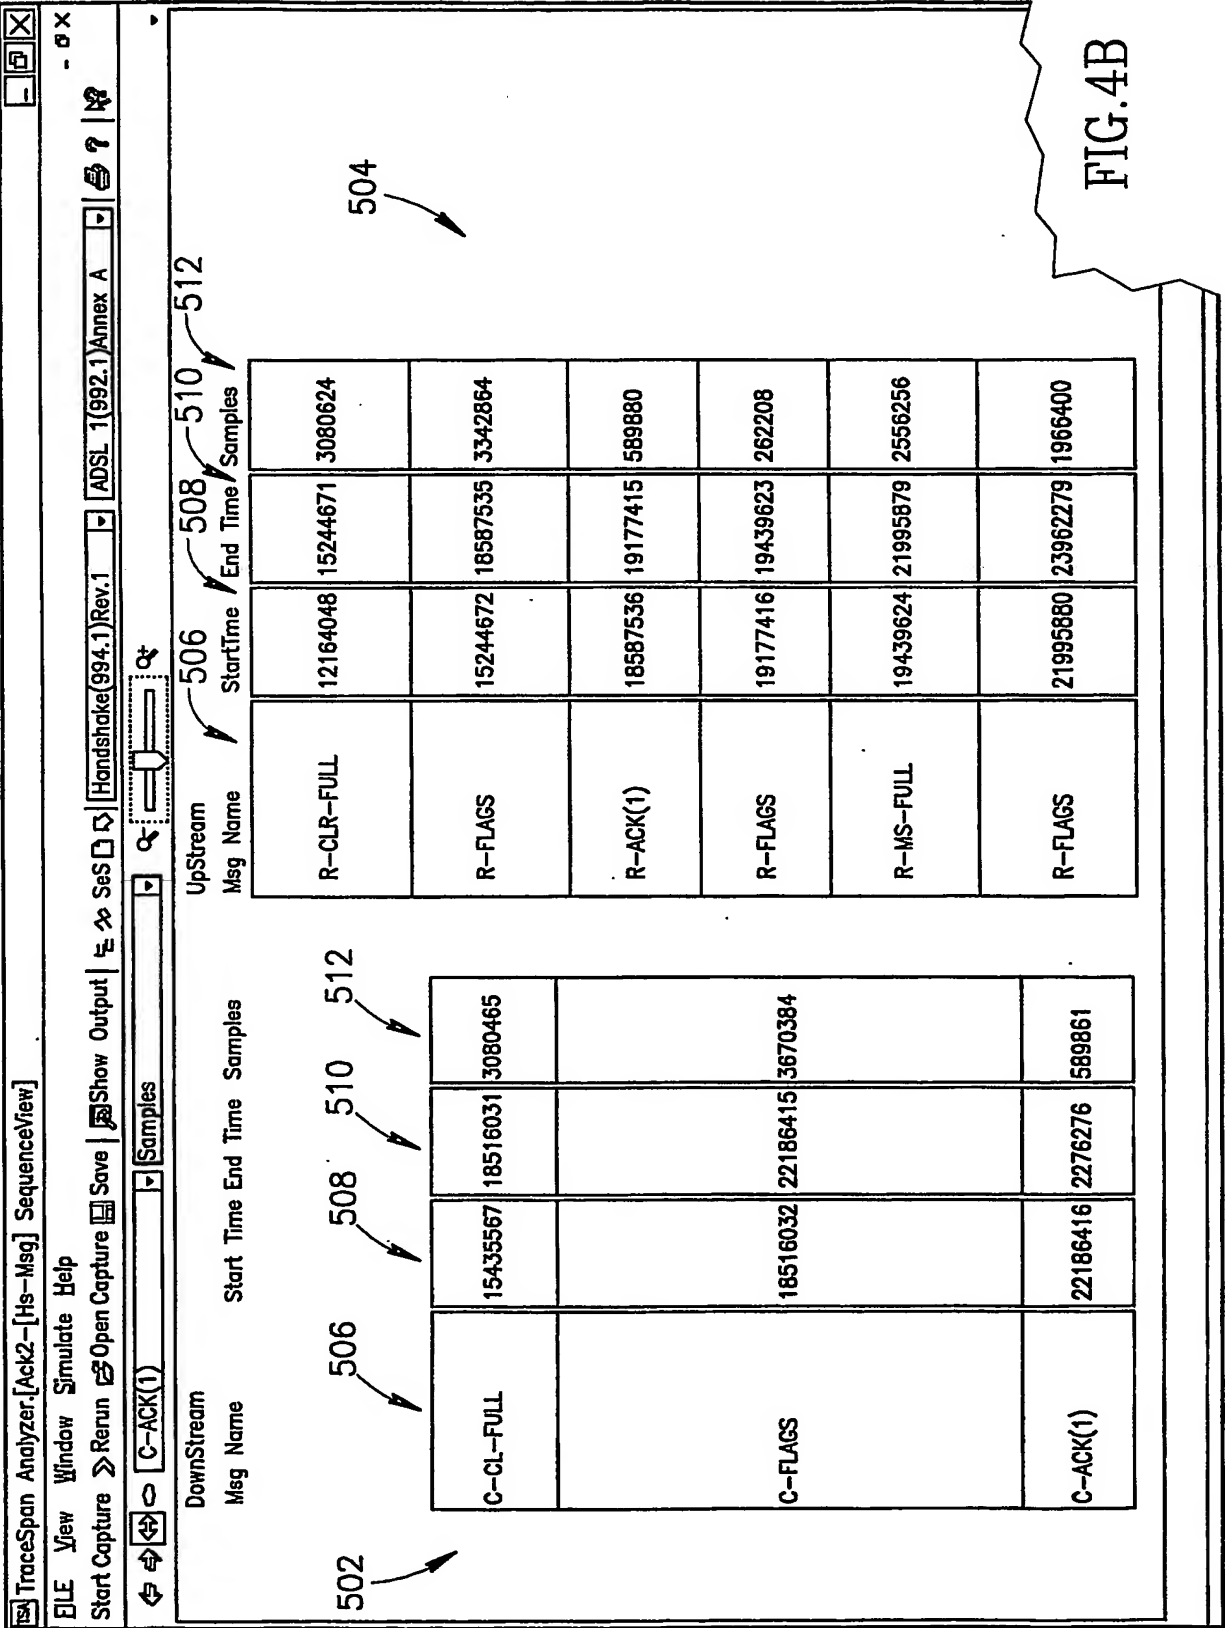 TSA TraceSpan Analyzer.[Ack2-[Hs-Msg] SequenceView]
FILE View Window Simulate Help
Start Capture Rerun Open Capture Save Show Output SeS Handshake(994.1)Rev.1 ADSL 1(992.1)Annex A ?
C-ACK(1) Samples
DownStream UpStream
Msg Name Start Time End Time Samples Msg Name StartTme End Time Samples
506 508 510 512
R-CLR-FULL 12164048 15244671 3080624
506 508 510 512
C-CL-FULL 15435567 18516031 3080465 R-FLAGS 15244672 18587535 3342864
C-FLAGS 18516032 22186415 3670384 R-ACK(1) 18587536 19177415 589880
R-FLAGS 19177416 19439623 262208
R-MS-FULL 19439624 21995879 2556256
C-ACK(1) 22186416 2276276 589861 R-FLAGS 21995880 23962279 1966400
502
504
FIG.4B